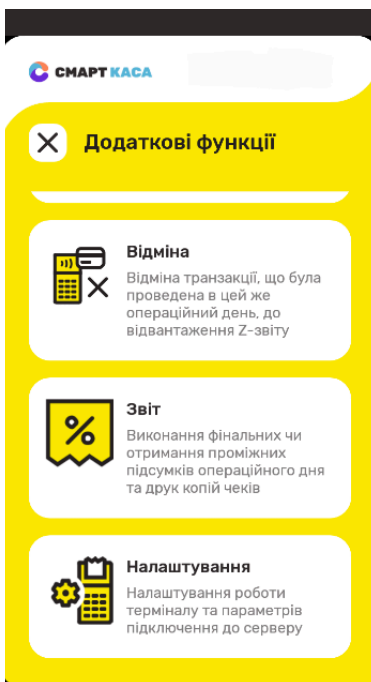 СМАРТ КАСА
Додаткові функції
Відміна
Відміна транзакції, що була
проведена в цей же
операційний день, до
відвантаження Z-звіту
%
Звіт
Виконання фінальних чи
отримання проміжних
підсумків операційного дня
та друк копій чеків
Налаштування
Налаштування роботи
терміналу та параметрів
підключення до серверу